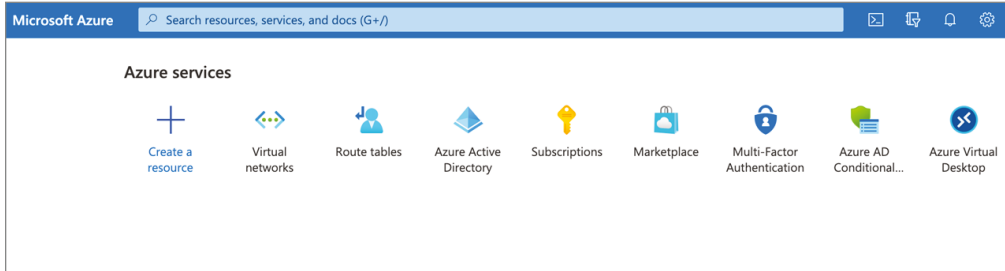 Microsoft Azure
Search resources, services, and docs (G+/)
Azure services
Create a
resource
Virtual
networks
Route tables
Azure Active
Directory
Subscriptions
Marketplace
Multi-Factor
Authentication
Azure AD
Conditional...
Azure Virtual
Desktop